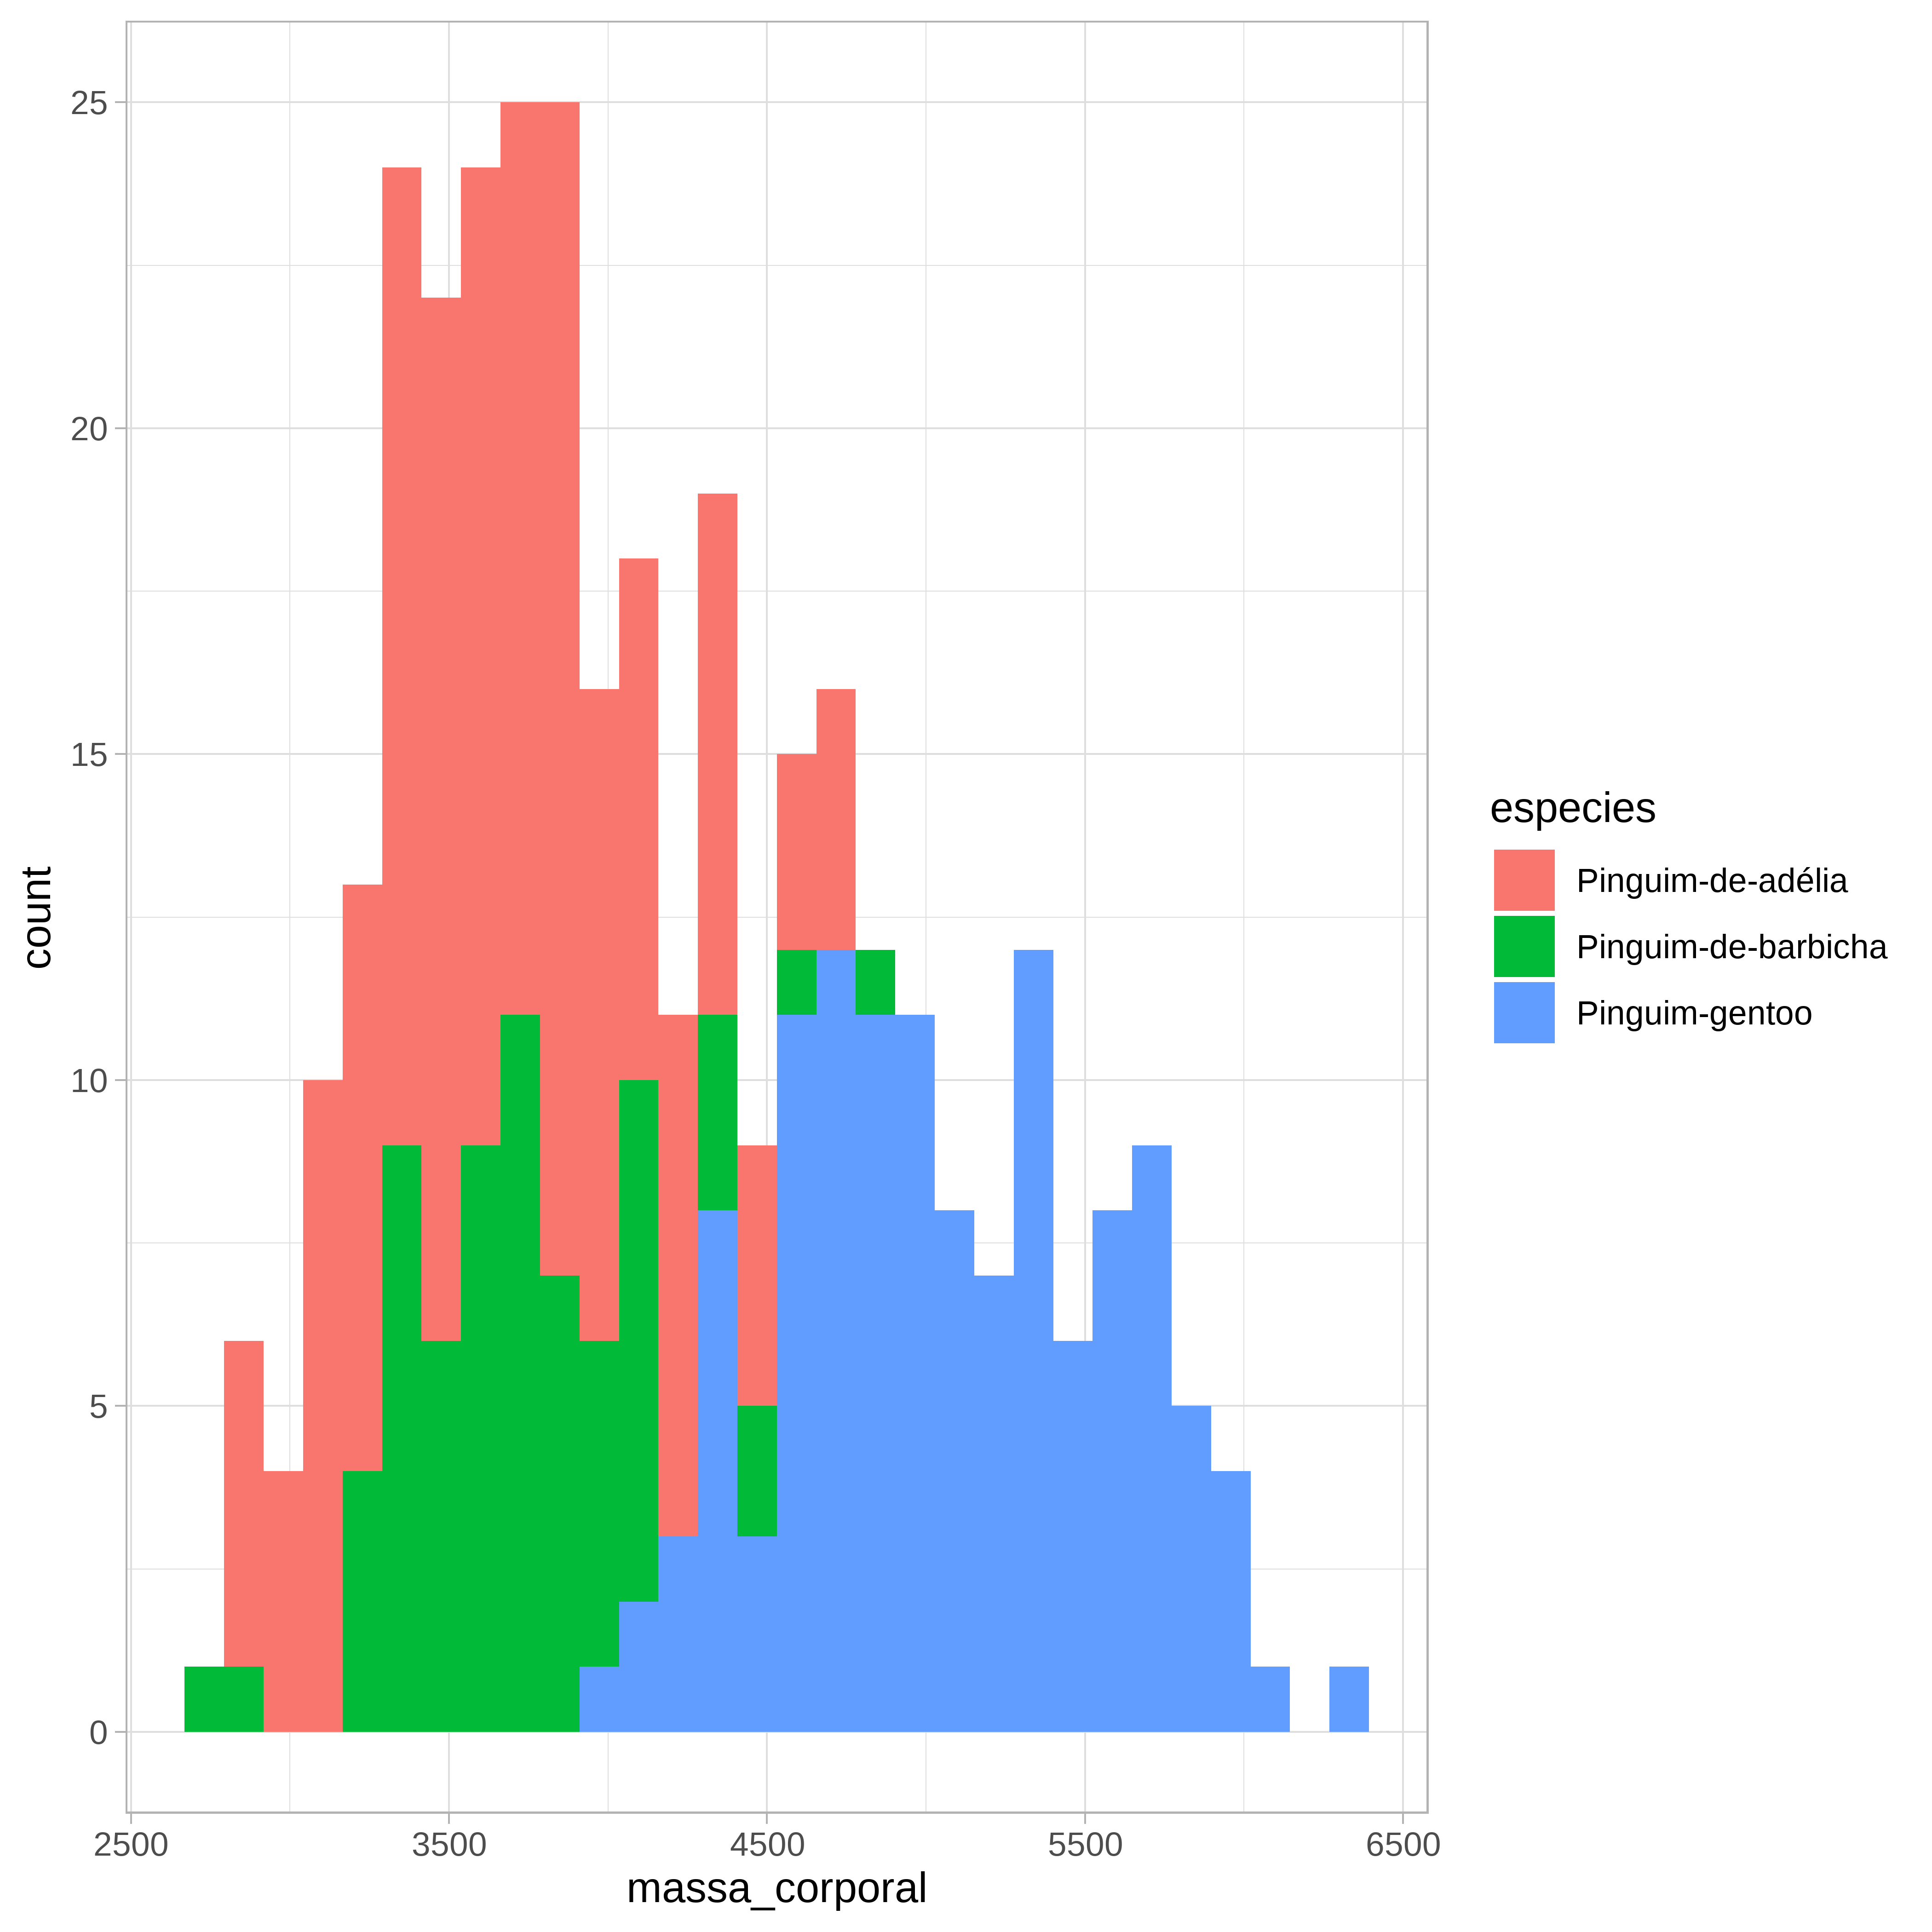 25
20
15
10
5
0
count
2500 3500 4500 5500 6500
massa_corporal
especies
Pinguim-de-adélia
Pinguim-de-barbicha
Pinguim-gentoo